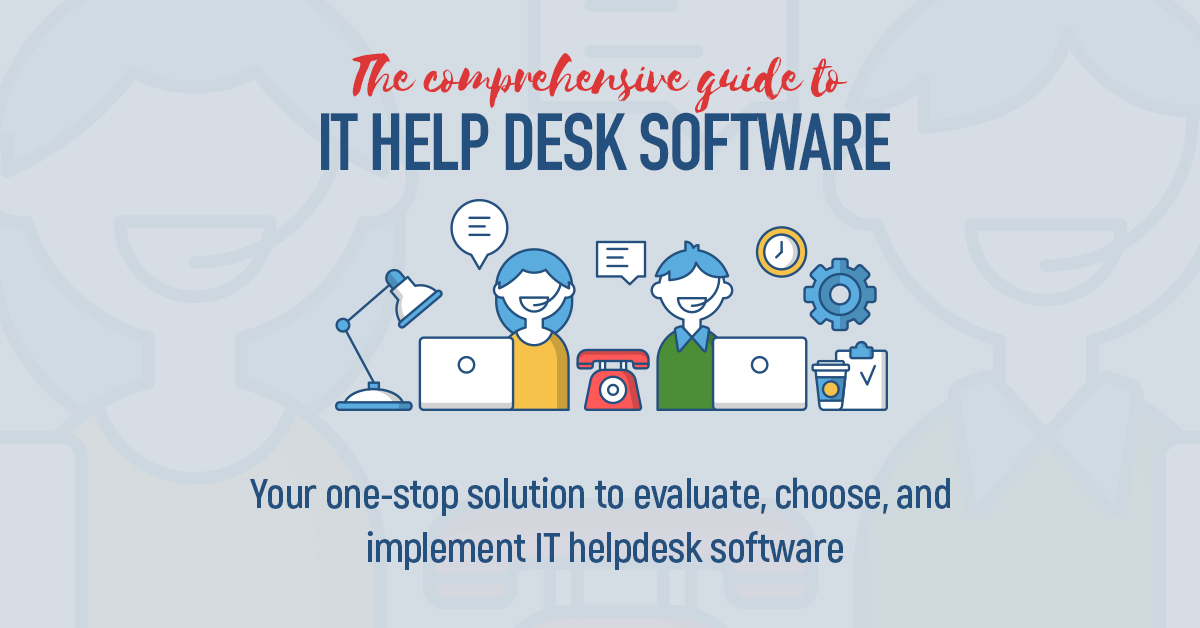 The comprehensive guide to
IT HELP DESK SOFTWARE
Your one-stop solution to evaluate, choose, and
implement IT helpdesk software